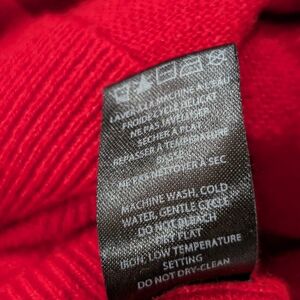 LAVER À LA MACHINE À L'EAU
FROIDE CYCLE DÉLICAT
NE PAS JAVELLISER
SÉCHER À PLAT
REPASSER À TEMPÉRATURE
BASSE
NE PAS NETTOYER À SEC
MACHINE WASH, COLD
WATER, GENTLE CYCLE
DO NOT BLEACH
DRY FLAT
IRON, LOW TEMPERATURE
SETTING
DO NOT DRY-CLEAN